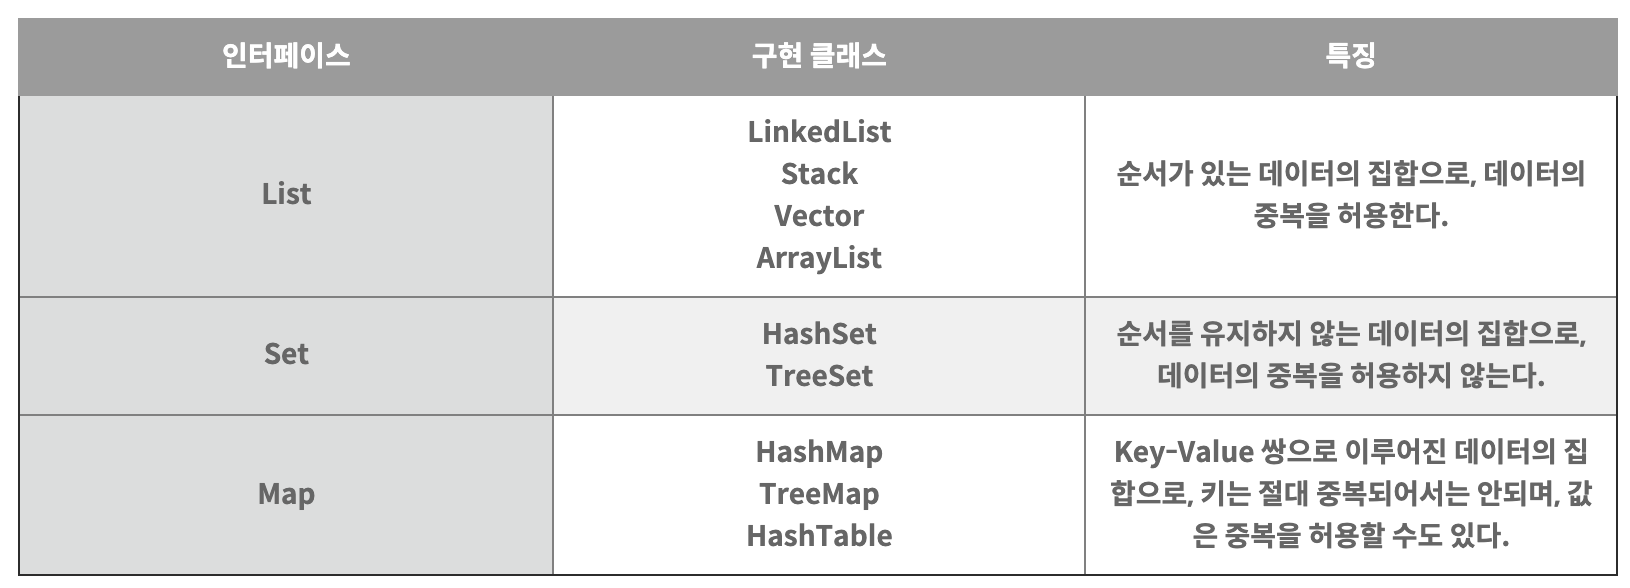 인터페이스 구현 클래스 특징
List
LinkedList
Stack
Vector
ArrayList
순서가 있는 데이터의 집합으로, 데이터의
중복을 허용한다.
Set
HashSet
TreeSet
순서를 유지하지 않는 데이터의 집합으로,
데이터의 중복을 허용하지 않는다.
Map
HashMap
TreeMap
HashTable
Key-Value 쌍으로 이루어진 데이터의 집
합으로, 키는 절대 중복되어서는 안되며, 값
은 중복을 허용할 수도 있다.